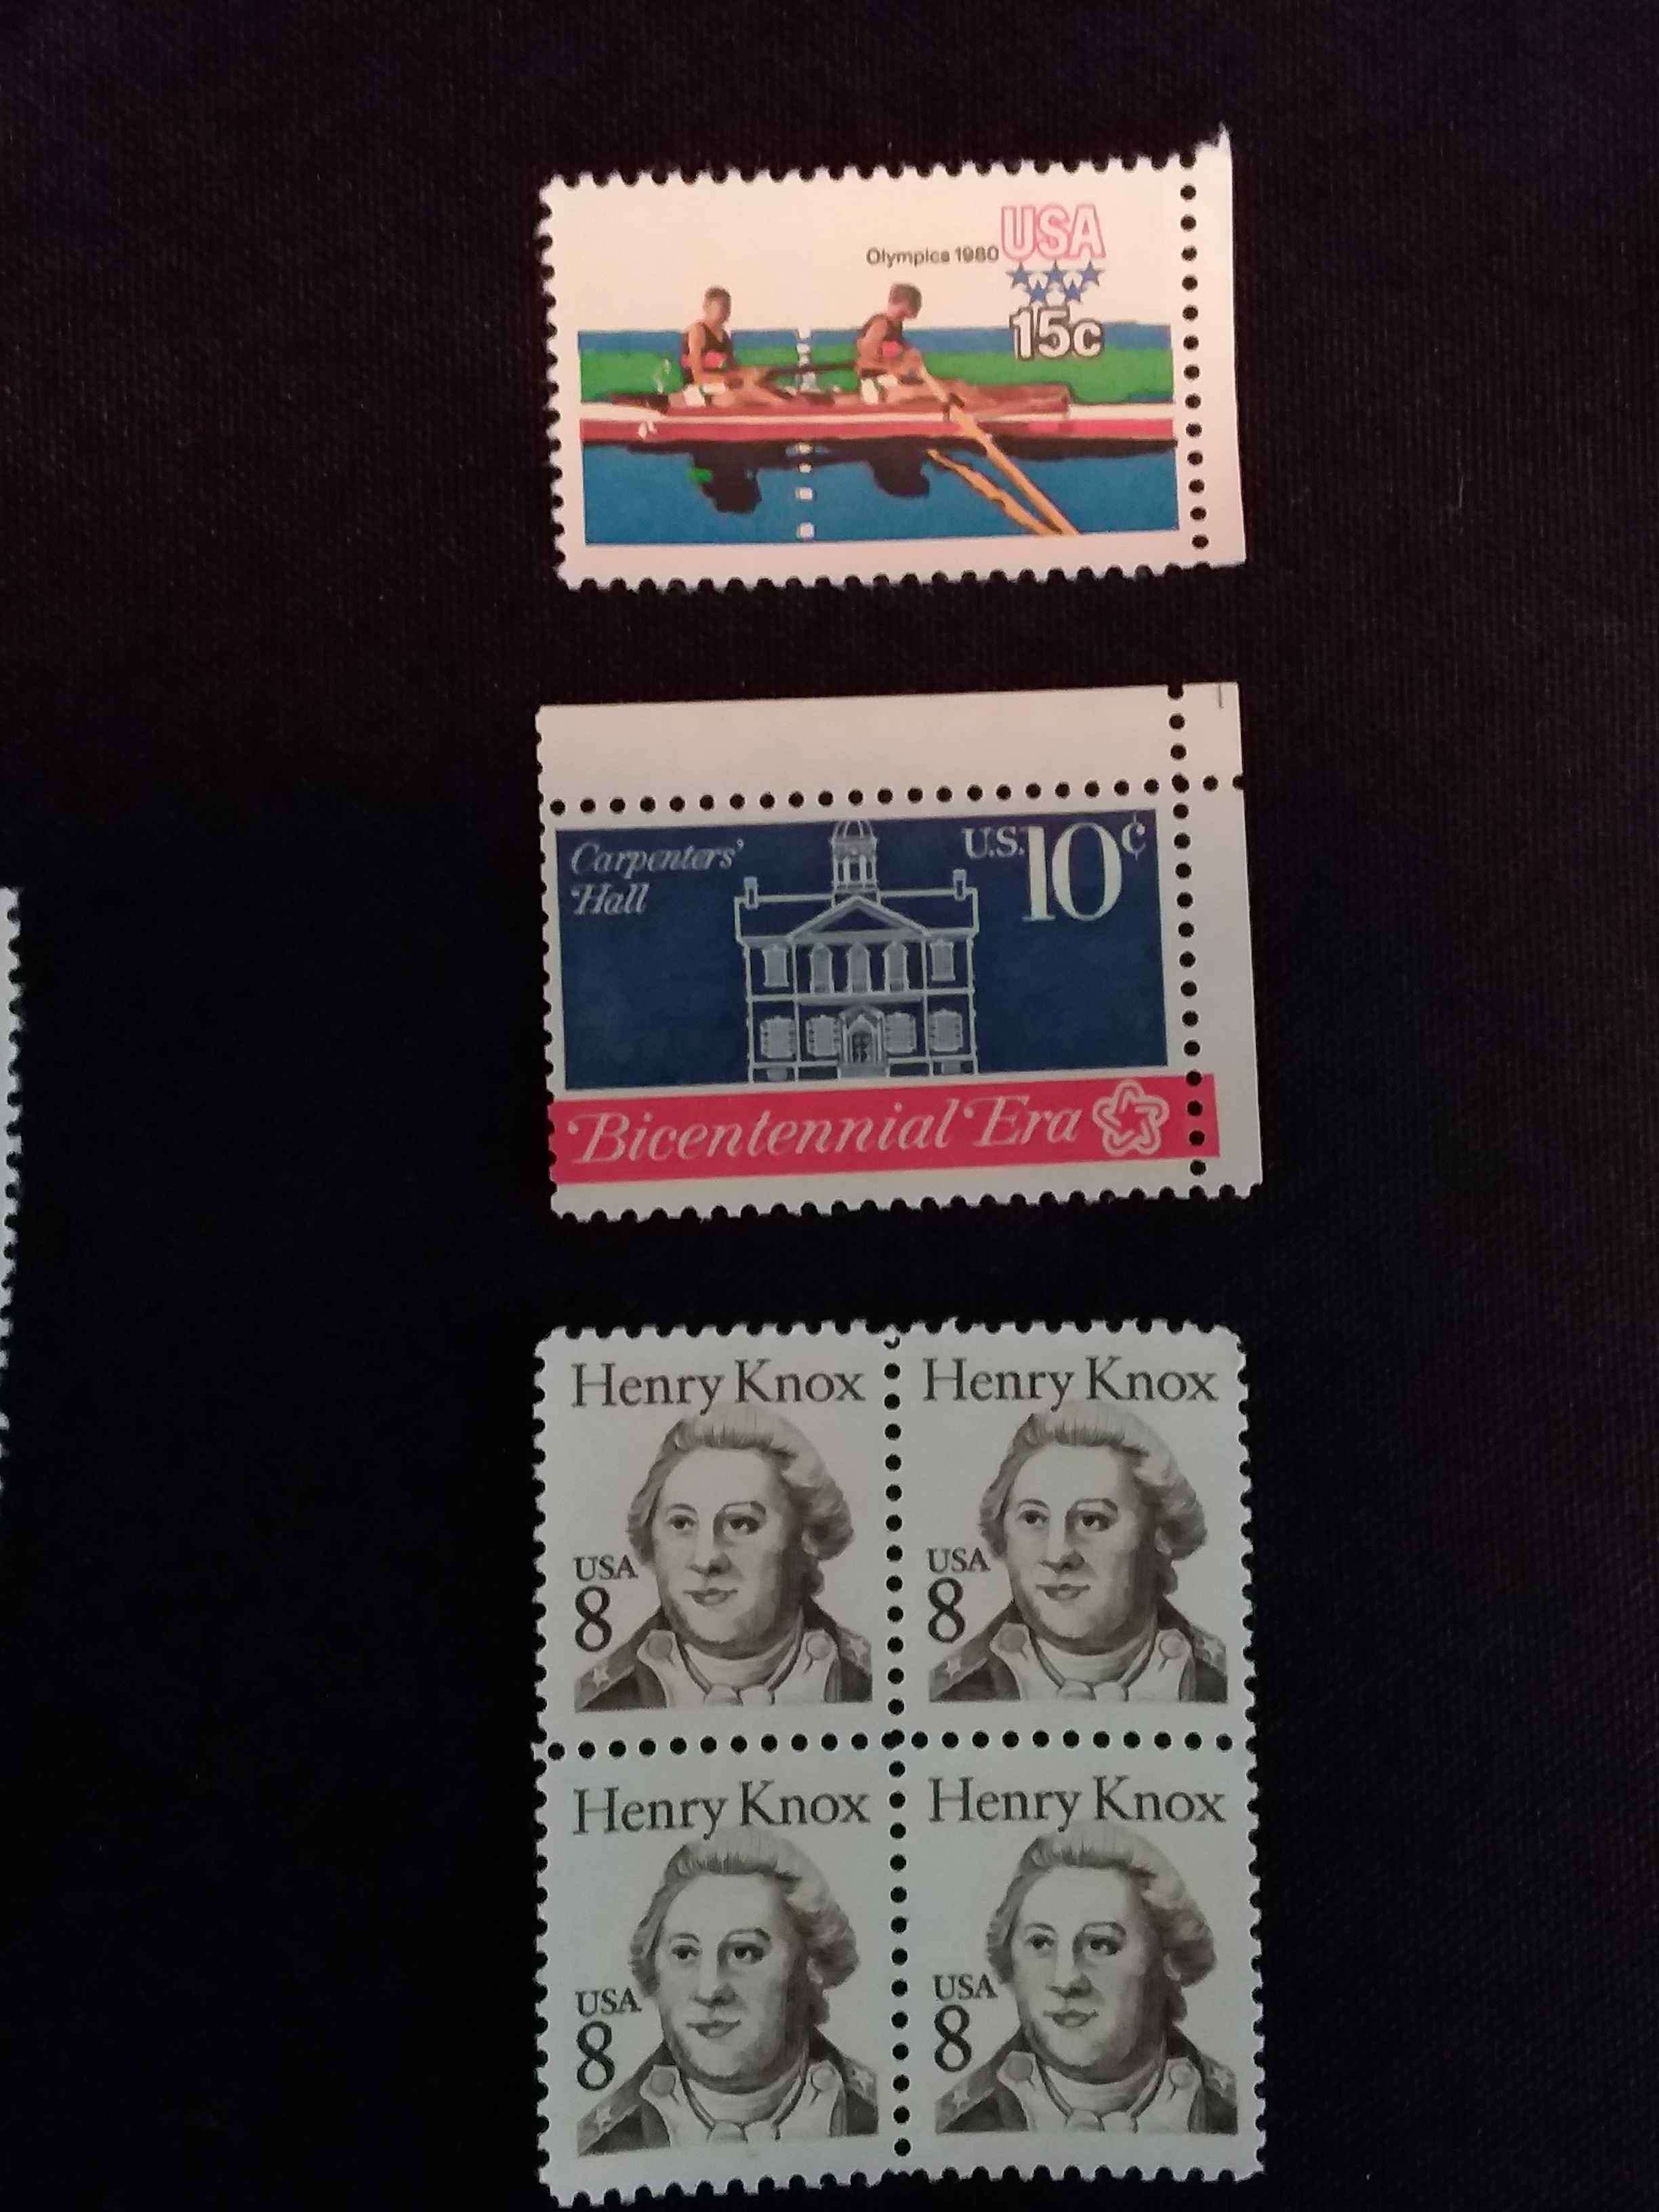 USA
Olympics 1980
15c
Carpenters'
Hall
U.S. 10¢
Bicentennial Era
Henry Knox
USA
8
Henry Knox
USA
8
Henry Knox
USA
8
Henry Knox
USA
8